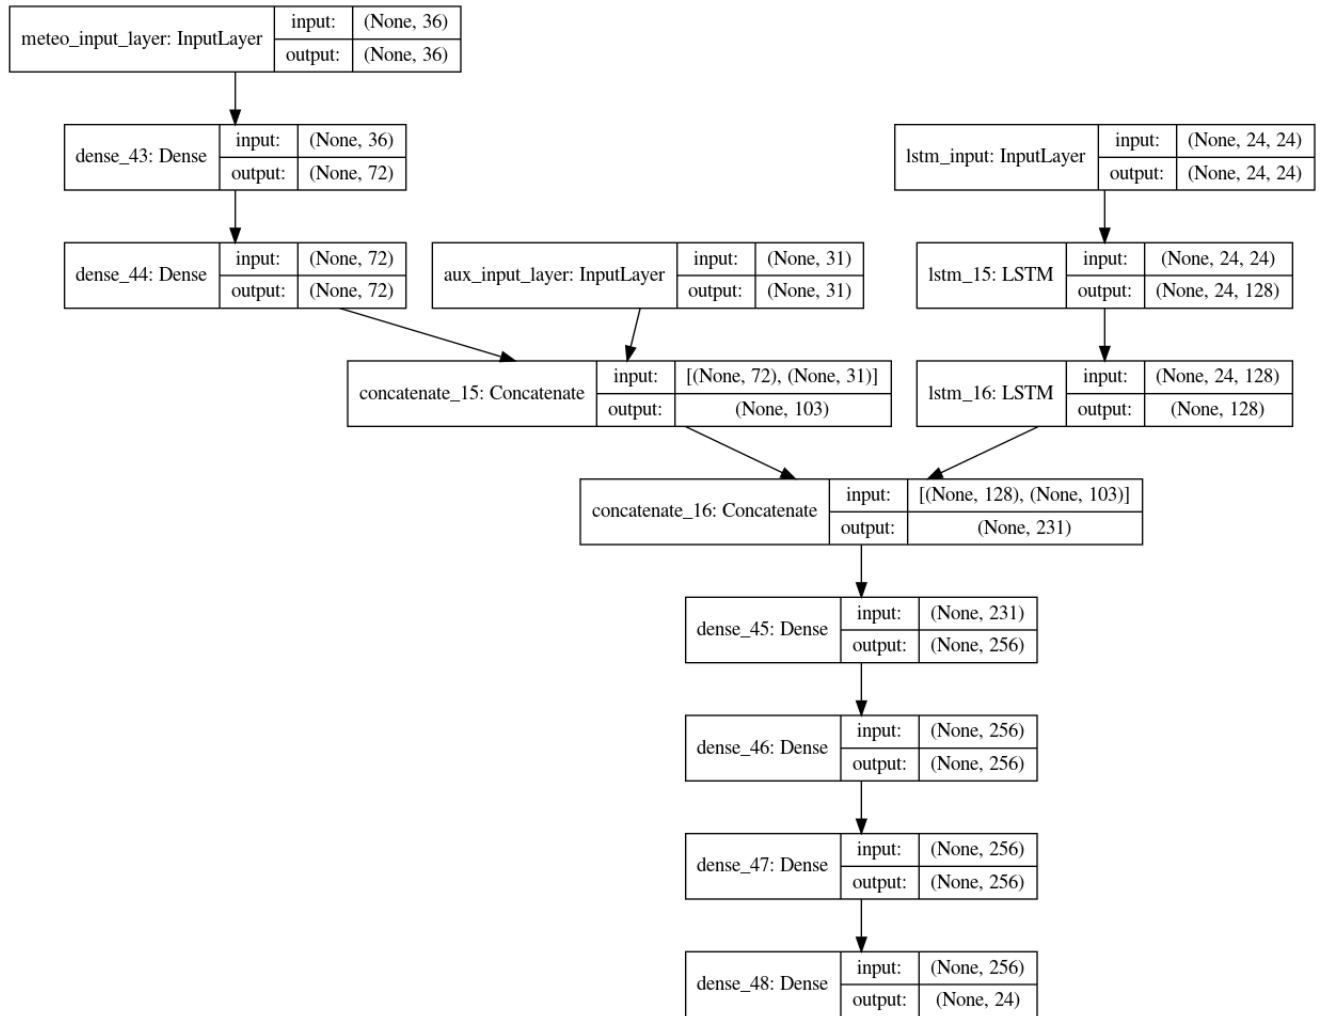 meteo_input_layer: InputLayer
input: (None, 36)
output: (None, 36)
dense_43: Dense
input: (None, 36)
output: (None, 72)
lstm_input: InputLayer
input: (None, 24, 24)
output: (None, 24, 24)
dense_44: Dense
input: (None, 72)
output: (None, 72)
aux_input_layer: InputLayer
input: (None, 31)
output: (None, 31)
lstm_15: LSTM
input: (None, 24, 24)
output: (None, 24, 128)
concatenate_15: Concatenate
input: [(None, 72), (None, 31)]
output: (None, 103)
lstm_16: LSTM
input: (None, 24, 128)
output: (None, 128)
concatenate_16: Concatenate
input: [(None, 128), (None, 103)]
output: (None, 231)
dense_45: Dense
input: (None, 231)
output: (None, 256)
dense_46: Dense
input: (None, 256)
output: (None, 256)
dense_47: Dense
input: (None, 256)
output: (None, 256)
dense_48: Dense
input: (None, 256)
output: (None, 24)